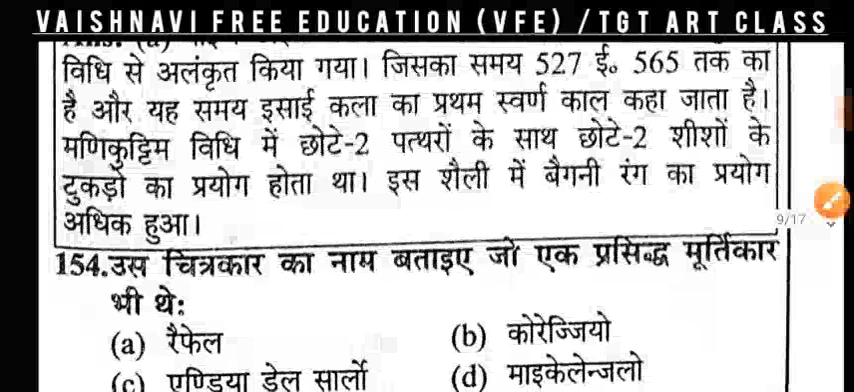 VAISHNAVI FREE EDUCATION (VFE) / TGT ART CLASS
विधि से अलंकृत किया गया। जिसका समय 527 ई० 565 तक का
है और यह समय इसाई कला का प्रथम स्वर्ण काल कहा जाता है।
मणिकुट्टिम विधि में छोटे-2 पत्थरों के साथ छोटे-2 शीशों के
टुकड़ो का प्रयोग होता था। इस शैली में बैगनी रंग का प्रयोग
अधिक हुआ।
9/17
154.उस चित्रकार का नाम बताइए जो एक प्रसिद्ध मूर्तिकार
भी थे:
(a) रैफेल (b) कोरेज्जियो
(c) एण्ड्रिया डेल सार्लो (d) माइकेलेन्जलो